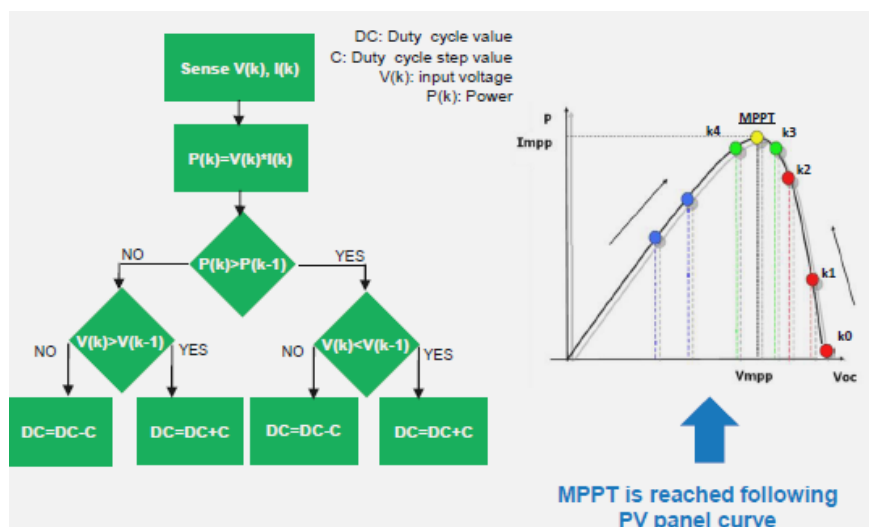 DC: Duty cycle value
C: Duty cycle step value
V(k): input voltage
P(k): Power
Sense V(k), I(k)
P(k)=V(k)*I(k)
P(k)>P(k-1)
NO
YES
V(k)>V(k-1)
NO
YES
V(k)<V(k-1)
NO
YES
DC=DC-C
DC=DC+C
DC=DC-C
DC=DC+C
P
Impp
MPPT
k4
k3
k2
k1
k0
Vmpp
Voc
MPPT is reached following
PV panel curve